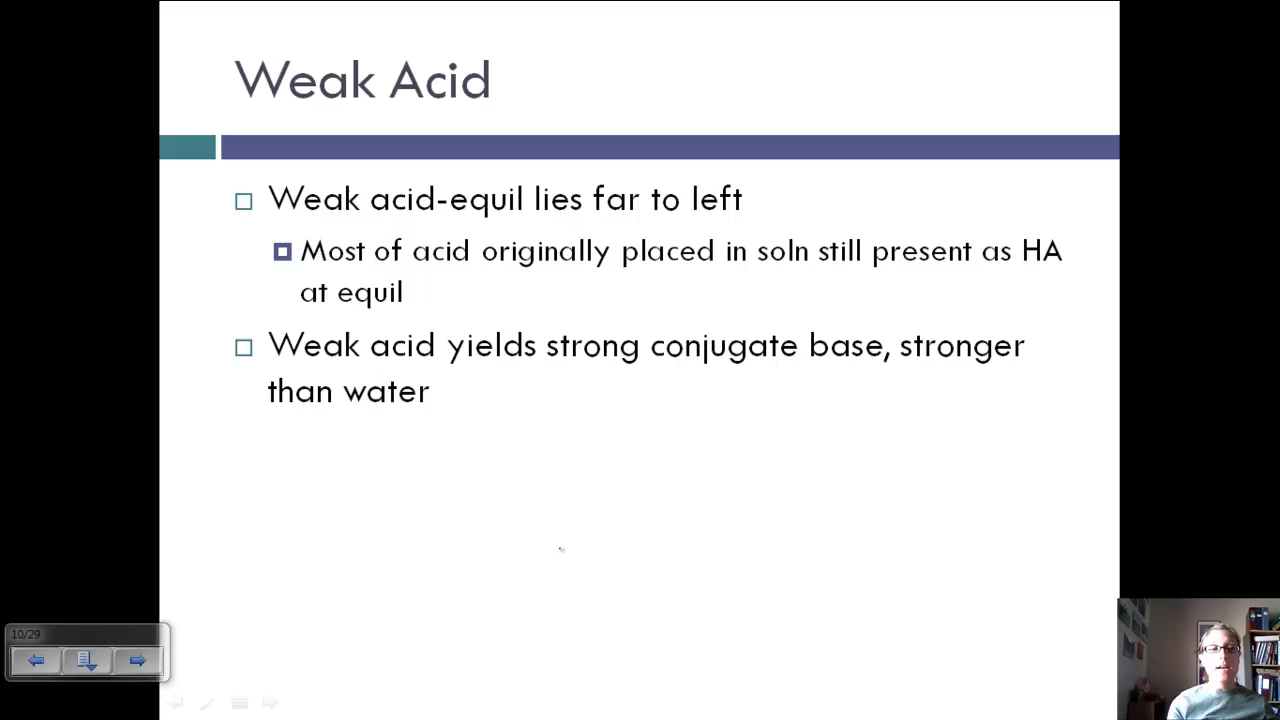 Weak Acid
Weak acid-equil lies far to left
Most of acid originally placed in soln still present as HA
at equil
Weak acid yields strong conjugate base, stronger
than water
10/29